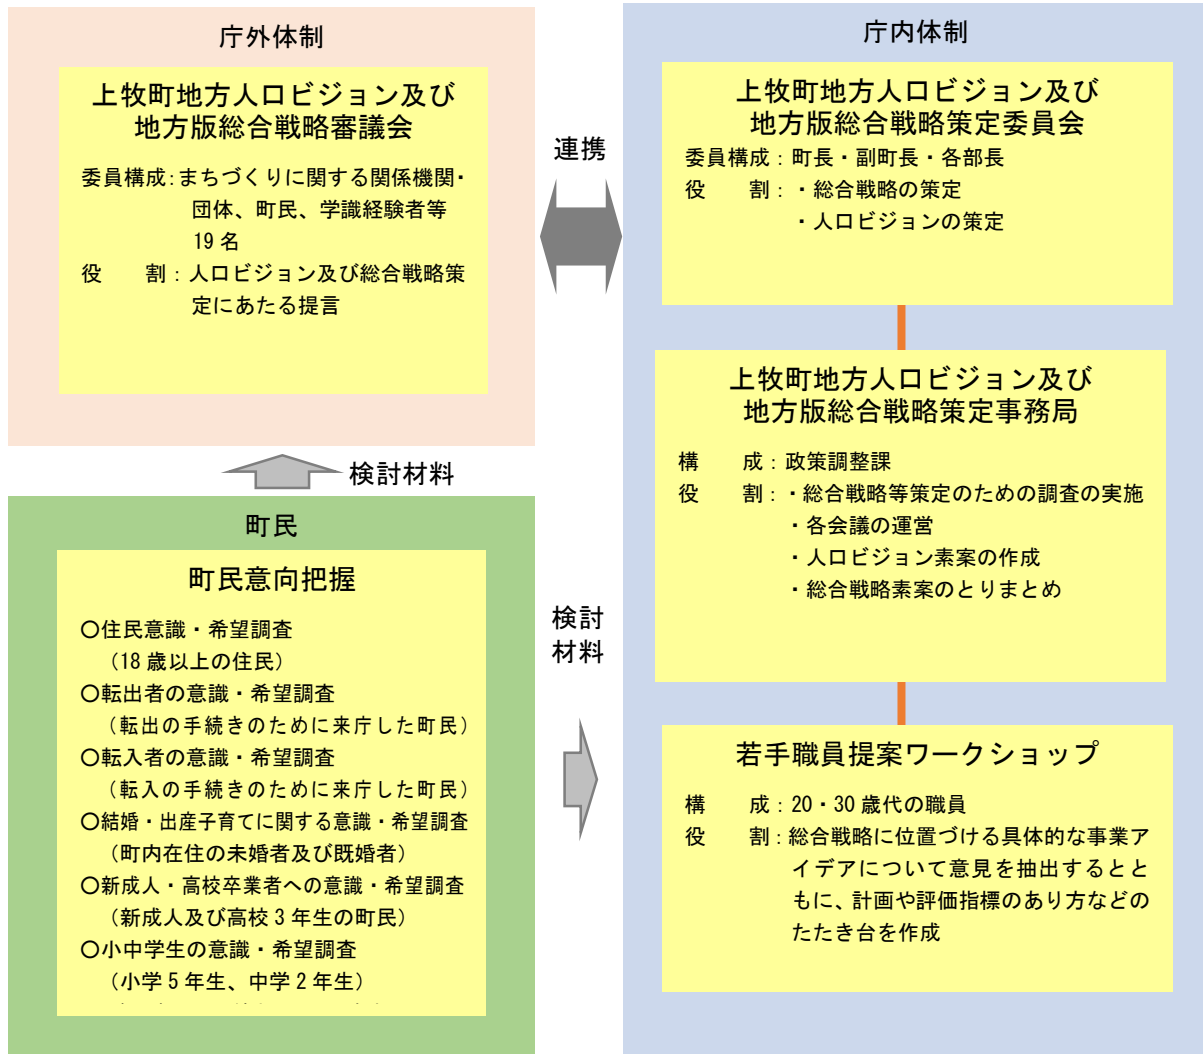 庁外体制
上牧町地方人口ビジョン及び
地方版総合戦略審議会
委員構成：まちづくりに関する関係機関・
団体、町民、学識経験者等
19名
役　　割：人口ビジョン及び総合戦略策
定にあたる提言
検討材料
町民
町民意向把握
〇住民意識・希望調査
（18歳以上の住民）
〇転出者の意識・希望調査
（転出の手続きのために来庁した町民）
〇転入者の意識・希望調査
（転入の手続きのために来庁した町民）
〇結婚・出産子育てに関する意識・希望調査
（町内在住の未婚者及び既婚者）
〇新成人・高校卒業者への意識・希望調査
（新成人及び高校3年生の町民）
〇小中学生の意識・希望調査
（小学5年生、中学2年生）
連携
検討
材料
庁内体制
上牧町地方人口ビジョン及び
地方版総合戦略策定委員会
委員構成：町長・副町長・各部長
役　　割：・総合戦略の策定
・人口ビジョンの策定
上牧町地方人口ビジョン及び
地方版総合戦略策定事務局
構　　成：政策調整課
役　　割：・総合戦略等策定のための調査の実施
・各会議の運営
・人口ビジョン素案の作成
・総合戦略素案のとりまとめ
若手職員提案ワークショップ
構　　成：20・30歳代の職員
役　　割：総合戦略に位置づける具体的な事業ア
イデアについて意見を抽出するとと
もに、計画や評価指標のあり方などの
たたき台を作成